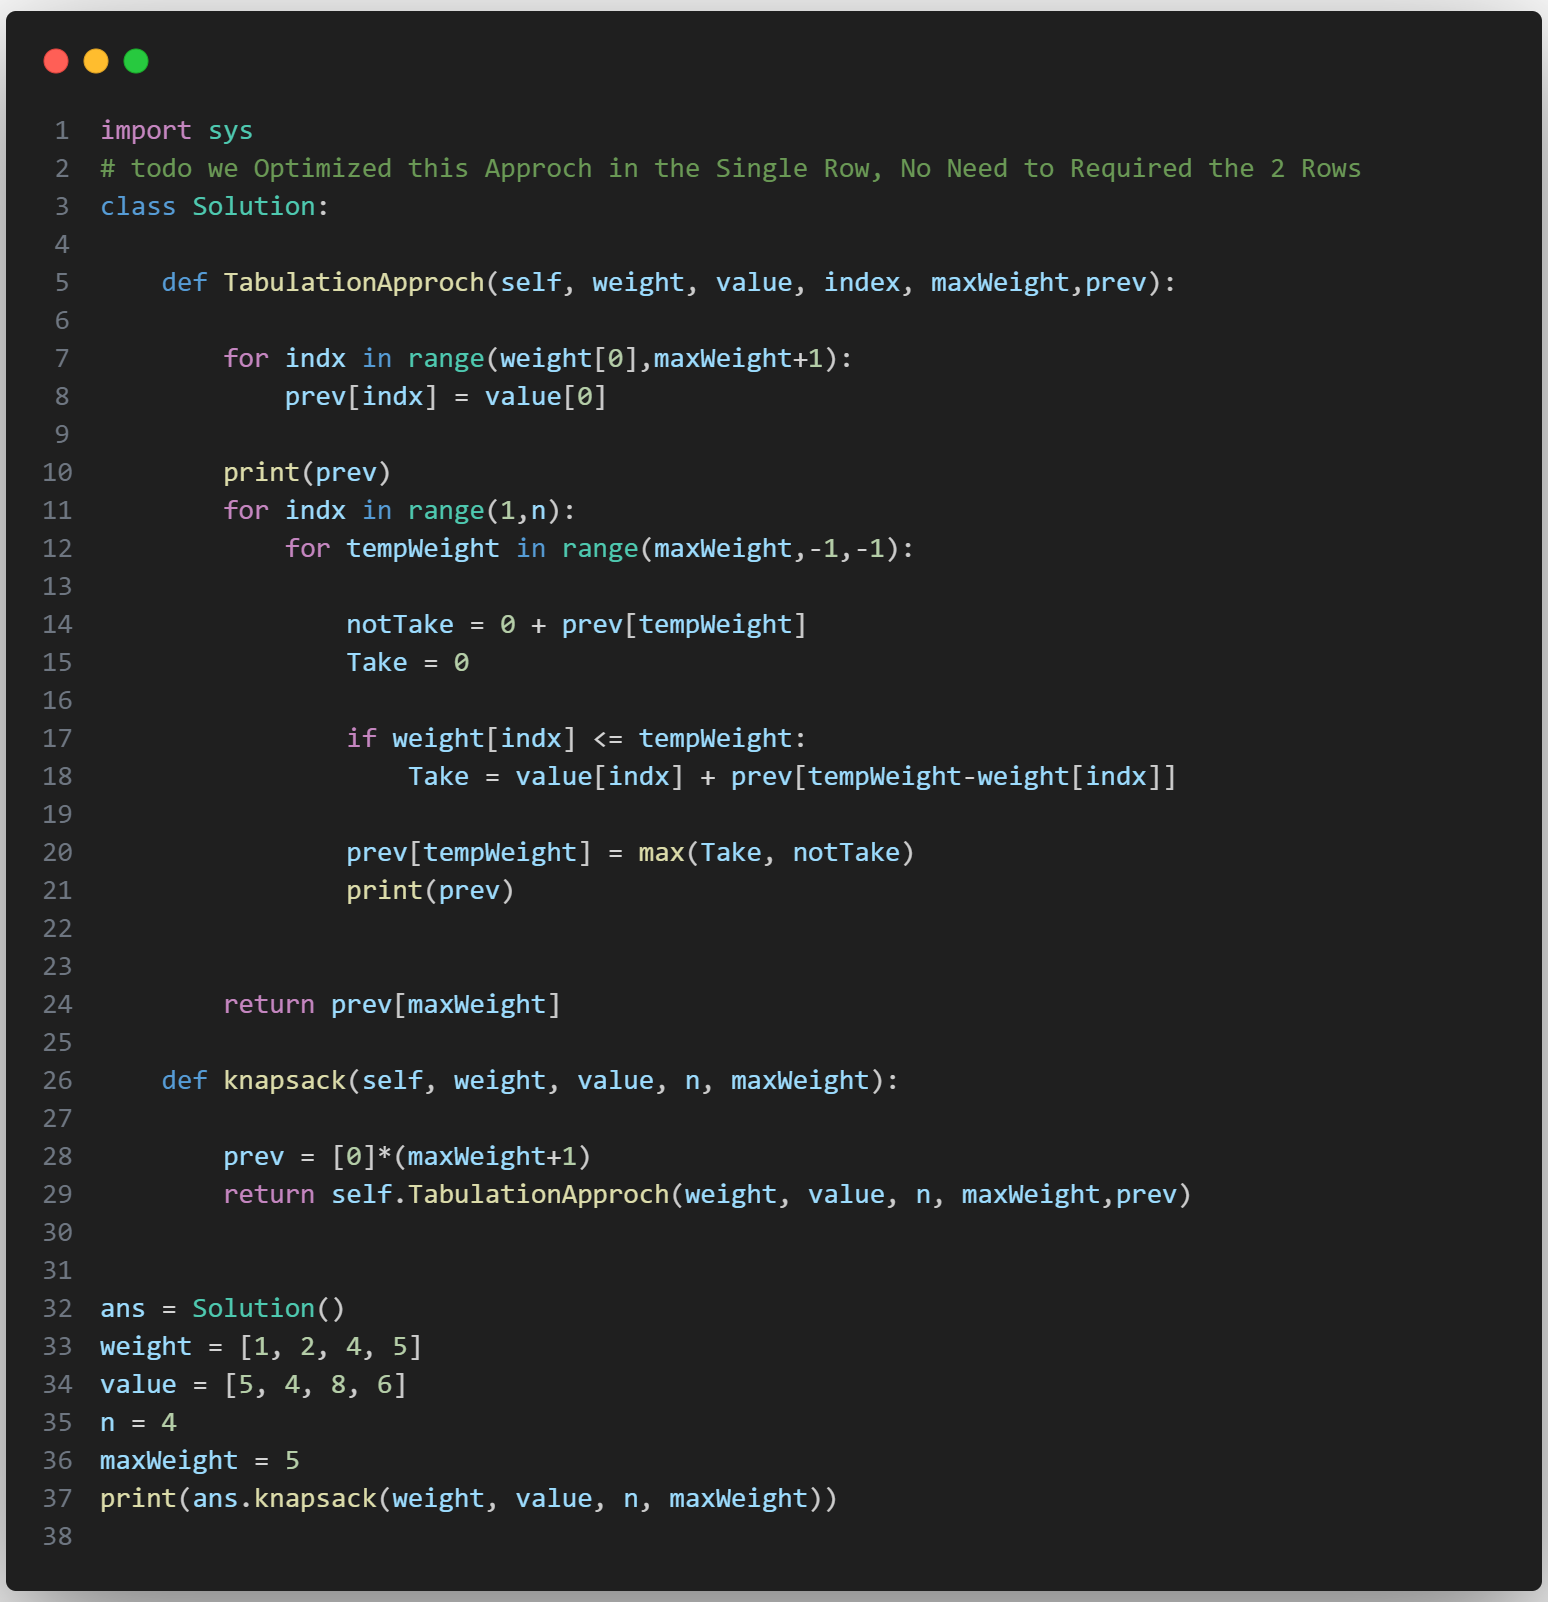 1 import sys
2 # todo we Optimized this Approch in the Single Row, No Need to Required the 2 Rows
3 class Solution:
4
5     def TabulationApproch(self, weight, value, index, maxWeight,prev):
6
7         for indx in range(weight[0],maxWeight+1):
8             prev[indx] = value[0]
9
10         print(prev)
11         for indx in range(1,n):
12             for tempWeight in range(maxWeight,-1,-1):
13
14                 notTake = 0 + prev[tempWeight]
15                 Take = 0
16
17                 if weight[indx] <= tempWeight:
18                     Take = value[indx] + prev[tempWeight-weight[indx]]
19
20                 prev[tempWeight] = max(Take, notTake)
21                 print(prev)
22
23
24         return prev[maxWeight]
25
26     def knapsack(self, weight, value, n, maxWeight):
27
28         prev = [0]*(maxWeight+1)
29         return self.TabulationApproch(weight, value, n, maxWeight,prev)
30
31
32 ans = Solution()
33 weight = [1, 2, 4, 5]
34 value = [5, 4, 8, 6]
35 n = 4
36 maxWeight = 5
37 print(ans.knapsack(weight, value, n, maxWeight))
38